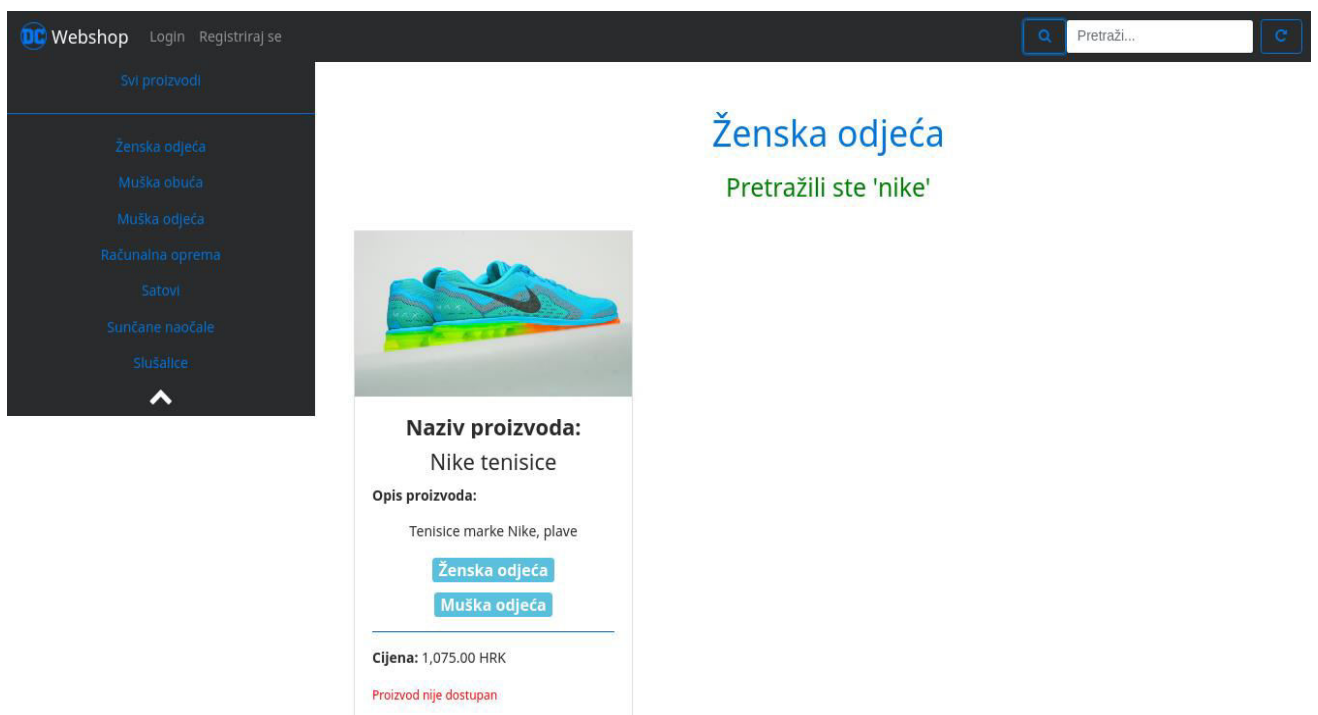 DC Webshop Login Registriraj se Pretraži...
Svi proizvodi
Ženska odjeća
Muška obuća
Muška odjeća
Računalna oprema
Satovi
Sunčane naočale
Slušalice
Ženska odjeća
Pretražili ste 'nike'
Naziv proizvoda:
Nike tenisice
Opis proizvoda:
Tenisice marke Nike, plave
Ženska odjeća
Muška odjeća
Cijena: 1,075.00 HRK
Proizvod nije dostupan